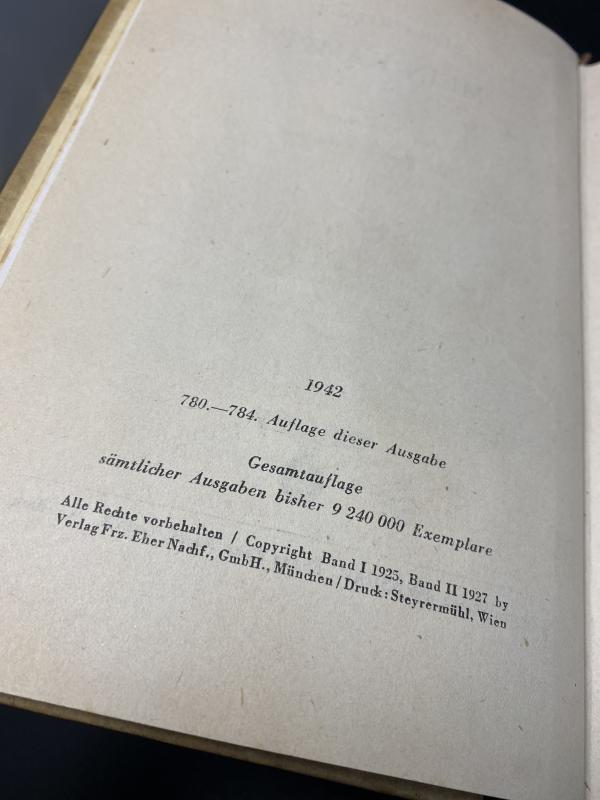 1942
780.—784. Auflage dieser Ausgabe
Gesamtauflage
sämtlicher Ausgaben bisher 9 240 000 Exemplare
Alle Rechte vorbehalten / Copyright Band I 1925, Band II 1927 by
Verlag Frz. Eher Nachf., GmbH., München / Druck: Steyrermühl, Wien